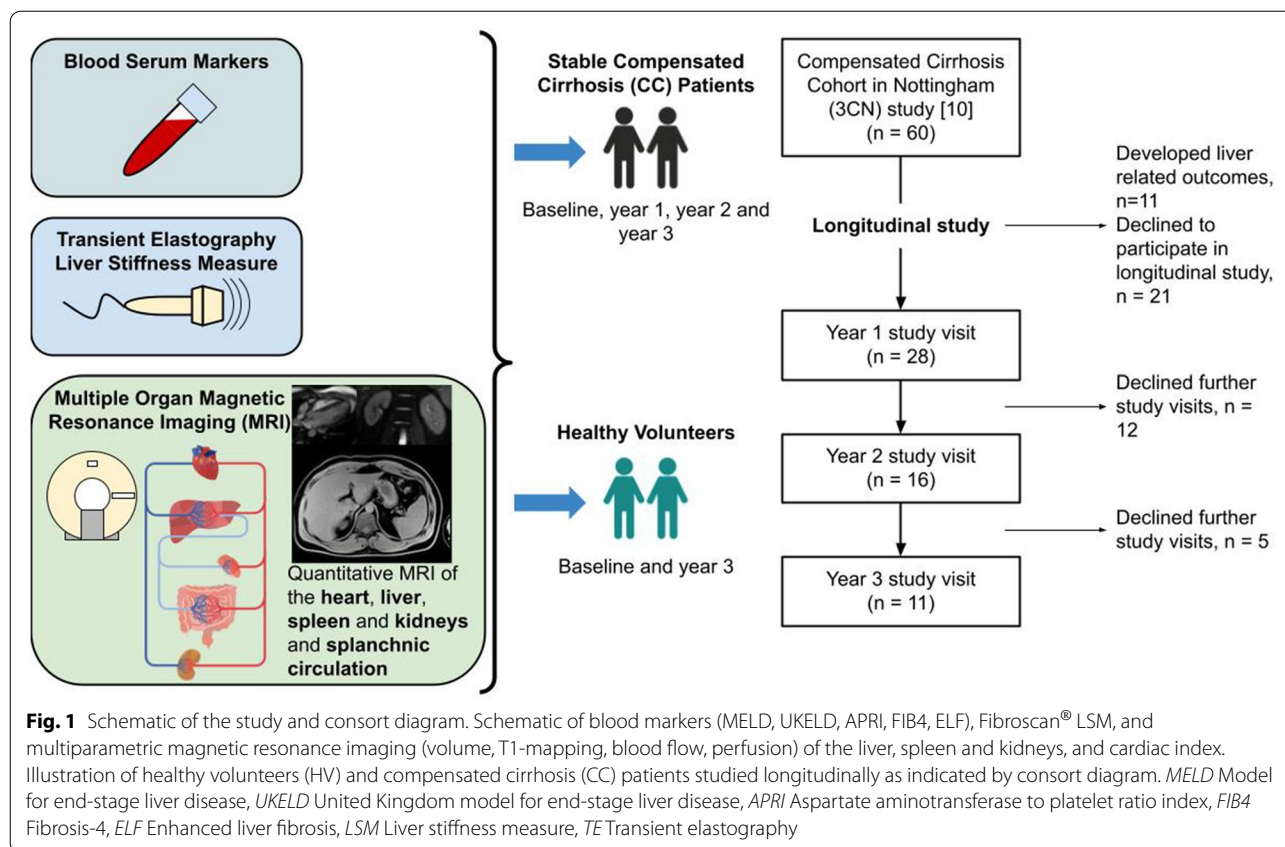 Blood Serum Markers
Transient Elastography
Liver Stiffness Measure
Multiple Organ Magnetic
Resonance Imaging (MRI)
Quantitative MRI of
the heart, liver,
spleen and kidneys
and splanchnic
circulation
Stable Compensated
Cirrhosis (CC) Patients
Baseline, year 1, year 2 and
year 3
Healthy Volunteers
Baseline and year 3
Compensated Cirrhosis
Cohort in Nottingham
(3CN) study [10]
(n = 60)
Longitudinal study
Developed liver
related outcomes,
n=11
Declined to
participate in
longitudinal study,
n = 21
Year 1 study visit
(n = 28)
Declined further
study visits, n =
12
Year 2 study visit
(n = 16)
Declined further
study visits, n = 5
Year 3 study visit
(n = 11)
Fig. 1 Schematic of the study and consort diagram. Schematic of blood markers (MELD, UKELD, APRI, FIB4, ELF), Fibroscan® LSM, and
multiparametric magnetic resonance imaging (volume, T1-mapping, blood flow, perfusion) of the liver, spleen and kidneys, and cardiac index.
Illustration of healthy volunteers (HV) and compensated cirrhosis (CC) patients studied longitudinally as indicated by consort diagram. MELD Model
for end-stage liver disease, UKELD United Kingdom model for end-stage liver disease, APRI Aspartate aminotransferase to platelet ratio index, FIB4
Fibrosis-4, ELF Enhanced liver fibrosis, LSM Liver stiffness measure, TE Transient elastography